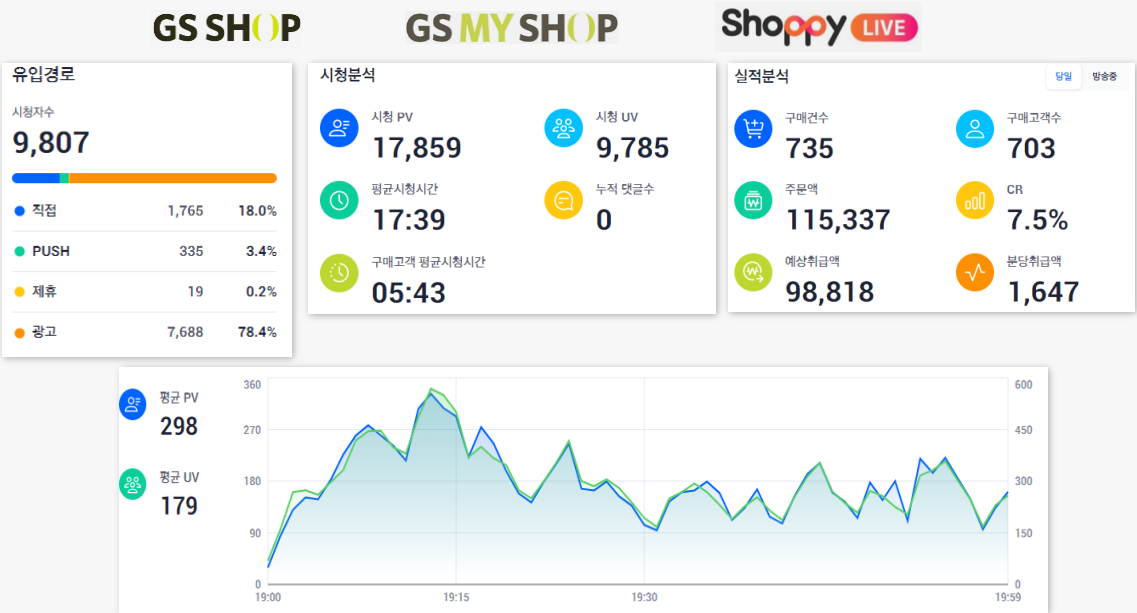 GS SHOP
GS MY SHOP
Shoppy LIVE
유입경로
시청자수
9,807
직접 1,765 18.0%
PUSH 335 3.4%
제휴 19 0.2%
광고 7,688 78.4%
시청분석
시청 PV
17,859
시청 UV
9,785
평균시청시간
17:39
누적 댓글수
0
구매고객 평균시청시간
05:43
실적분석
당일 방송중
구매건수
735
구매고객수
703
주문액
115,337
CR
7.5%
예상취급액
98,818
분당취급액
1,647
평균 PV
298
평균 UV
179
360
270
180
90
0
600
450
300
150
0
19:00 19:15 19:30 19:59